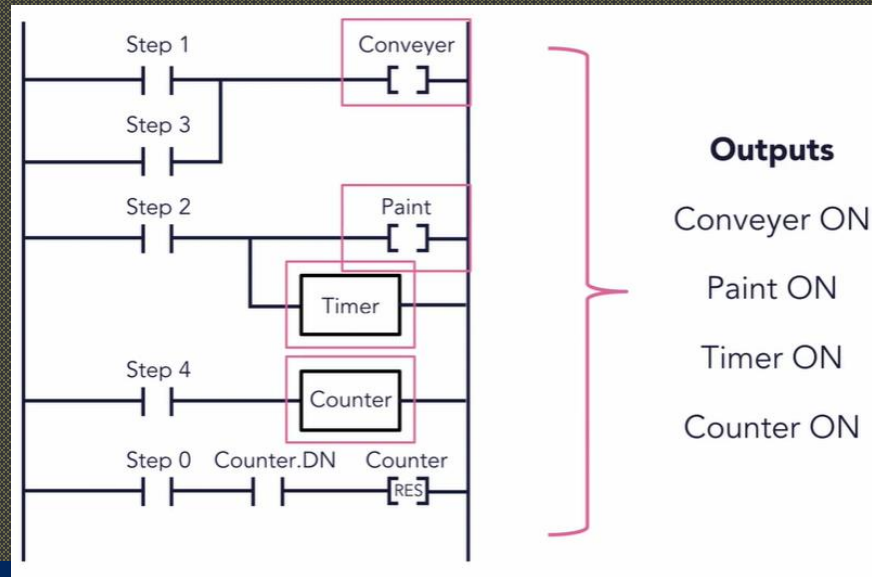 Step 1 Conveyer
Step 3
Step 2 Paint
Timer
Step 4
Counter
Step 0 Counter.DN Counter
RES
Outputs
Conveyer ON
Paint ON
Timer ON
Counter ON